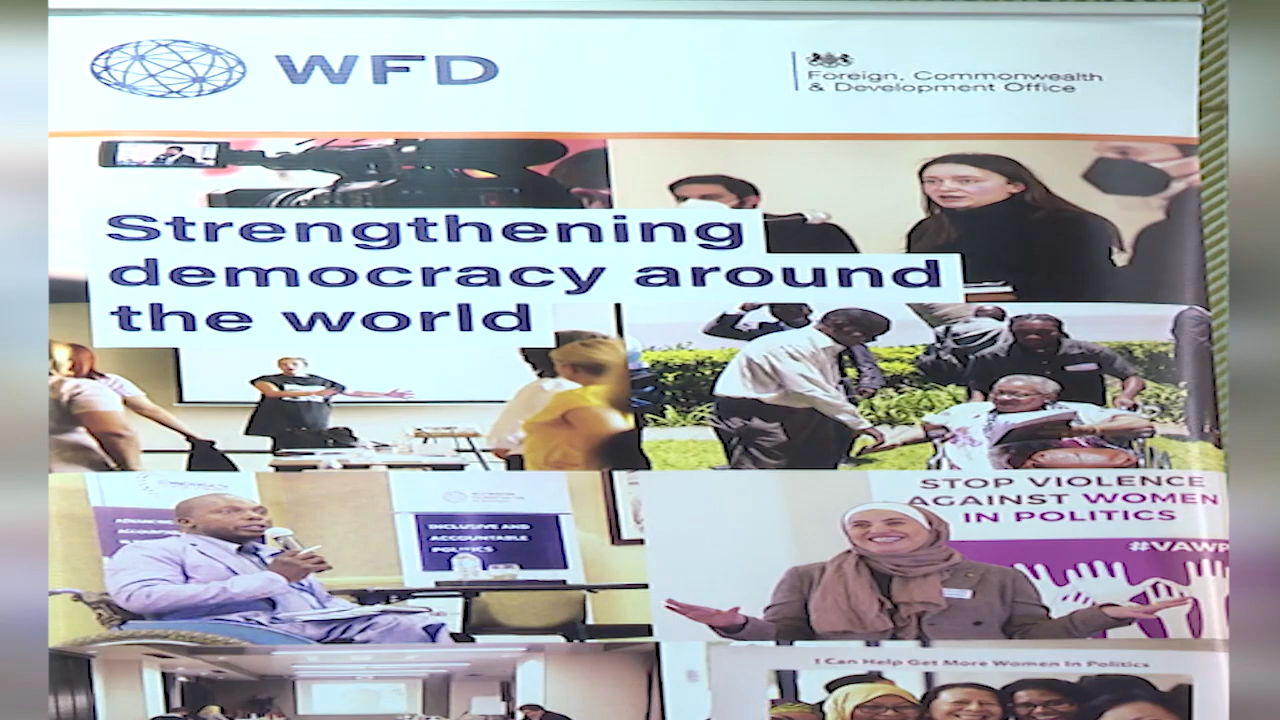 WFD
Foreign, Commonwealth
& Development Office
Strengthening
democracy around
the world
INCLUSIVE AND
ACCOUNTABLE
POLITICS
STOP VIOLENCE
AGAINST WOMEN
IN POLITICS
#VAWP
I Can Help Get More Women In Politics